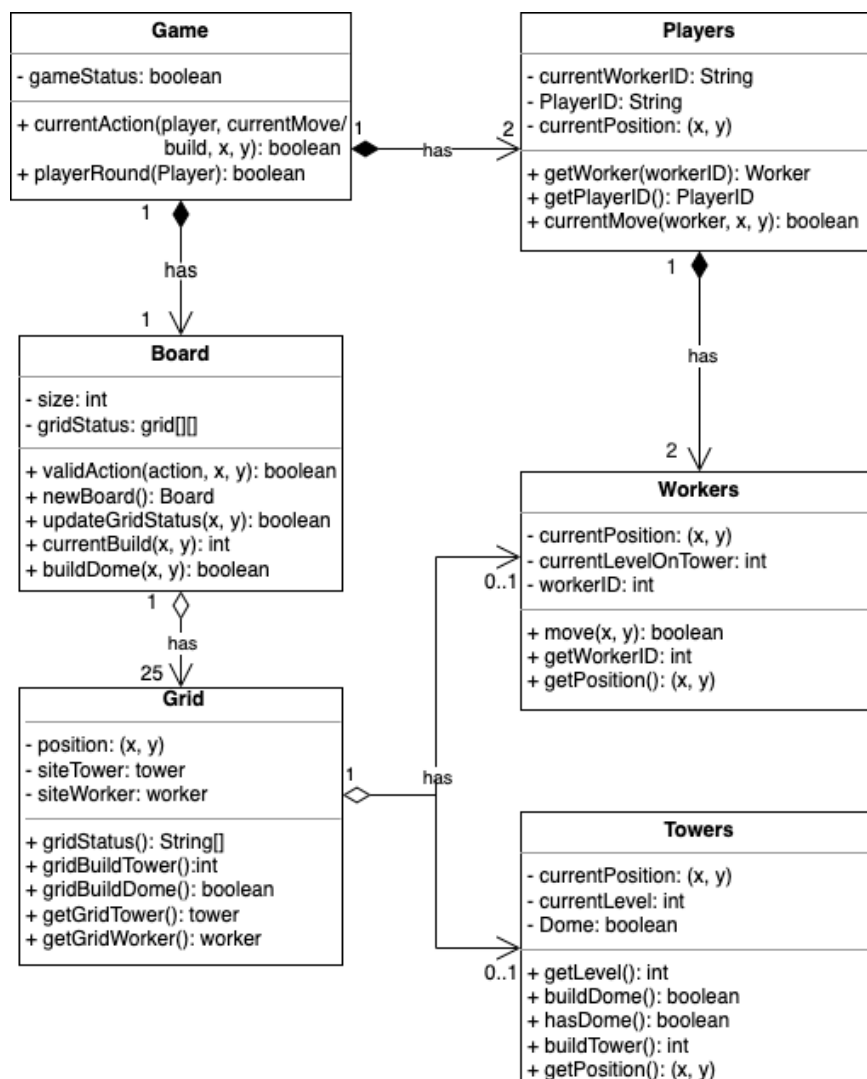 Game
- gameStatus: boolean
+ currentAction(player, currentMove/
build, x, y): boolean
+ playerRound(Player): boolean
1
has
2
Players
- currentWorkerID: String
- PlayerID: String
- currentPosition: (x, y)
+ getWorker(workerID): Worker
+ getPlayerID(): PlayerID
+ currentMove(worker, x, y): boolean
1
has
1
1
has
2
Board
- size: int
- gridStatus: grid[][]
+ validAction(action, x, y): boolean
+ newBoard(): Board
+ updateGridStatus(x, y): boolean
+ currentBuild(x, y): int
+ buildDome(x, y): boolean
1
has
25
Workers
- currentPosition: (x, y)
- currentLevelOnTower: int
- workerID: int
+ move(x, y): boolean
+ getWorkerID: int
+ getPosition(): (x, y)
0..1
Grid
- position: (x, y)
- siteTower: tower
- siteWorker: worker
+ gridStatus(): String[]
+ gridBuildTower():int
+ gridBuildDome(): boolean
+ getGridTower(): tower
+ getGridWorker(): worker
1
has
0..1
Towers
- currentPosition: (x, y)
- currentLevel: int
- Dome: boolean
+ getLevel(): int
+ buildDome(): boolean
+ hasDome(): boolean
+ buildTower(): int
+ getPosition(): (x, y)